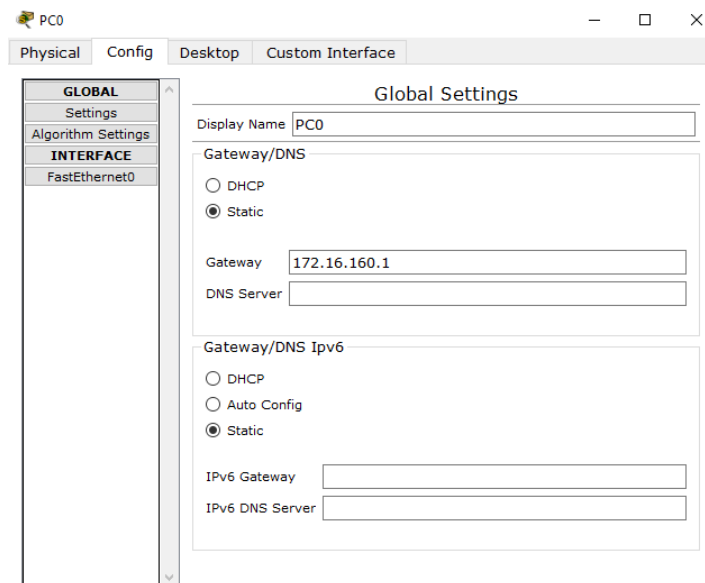 PC0
Physical Config Desktop Custom Interface
GLOBAL
Settings
Algorithm Settings
INTERFACE
FastEthernet0
Global Settings
Display Name PC0
Gateway/DNS
DHCP
Static
Gateway 172.16.160.1
DNS Server
Gateway/DNS Ipv6
DHCP
Auto Config
Static
IPv6 Gateway
IPv6 DNS Server